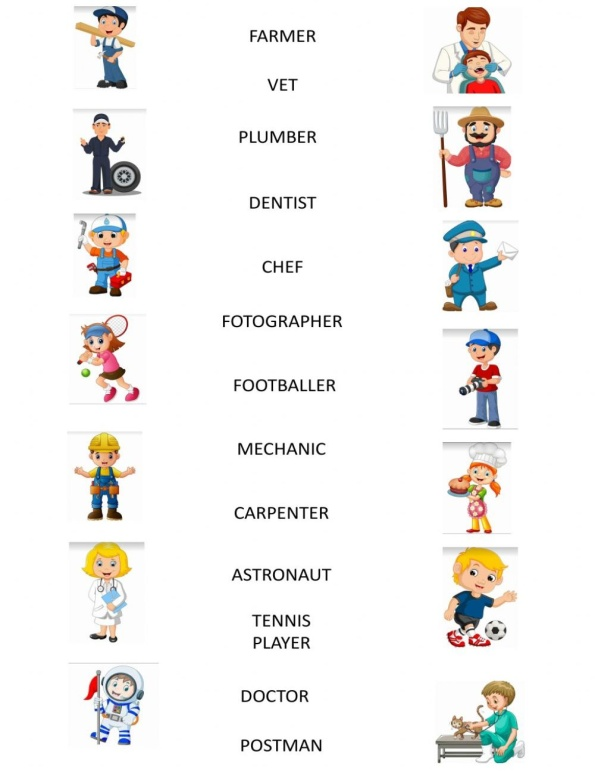 FARMER
VET
PLUMBER
DENTIST
CHEF
FOTOGRAPHER
FOOTBALLER
MECHANIC
CARPENTER
ASTRONAUT
TENNIS
PLAYER
DOCTOR
POSTMAN